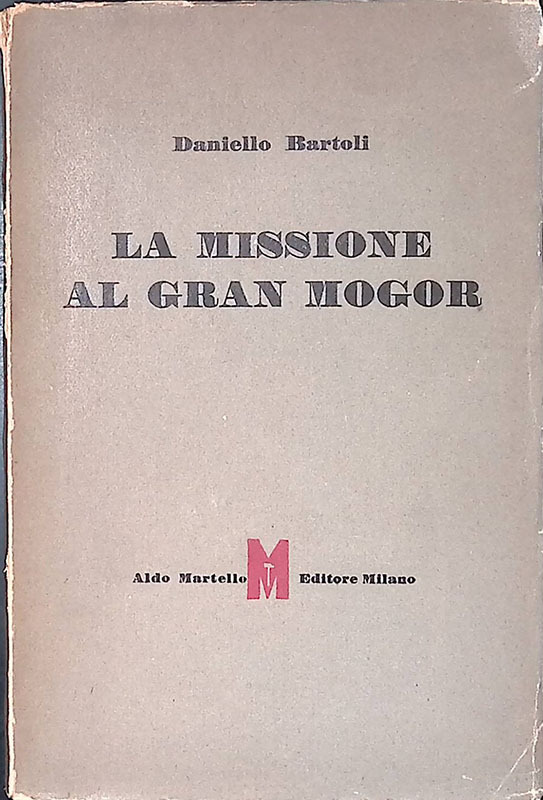 Daniello Bartoli
LA MISSIONE
AL GRAN MOGOR
Aldo Martello M Editore Milano